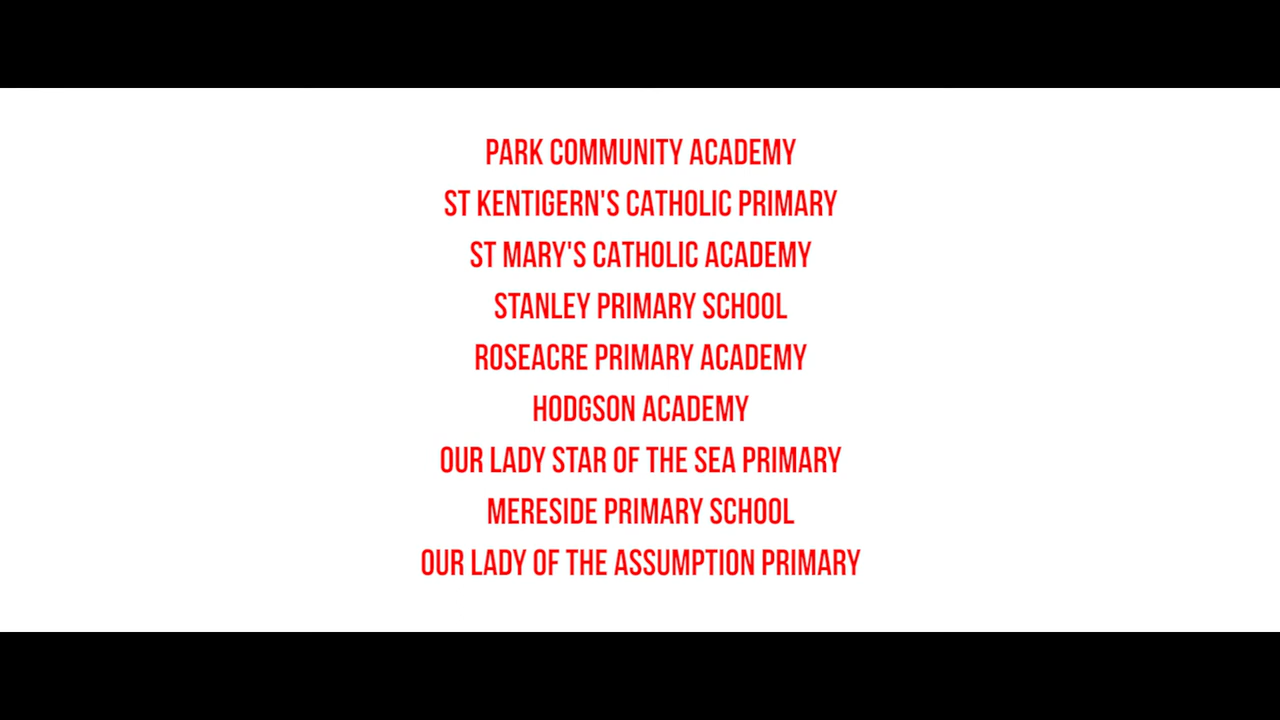 PARK COMMUNITY ACADEMY
ST KENTIGERN'S CATHOLIC PRIMARY
ST MARY'S CATHOLIC ACADEMY
STANLEY PRIMARY SCHOOL
ROSEACRE PRIMARY ACADEMY
HODGSON ACADEMY
OUR LADY STAR OF THE SEA PRIMARY
MERESIDE PRIMARY SCHOOL
OUR LADY OF THE ASSUMPTION PRIMARY